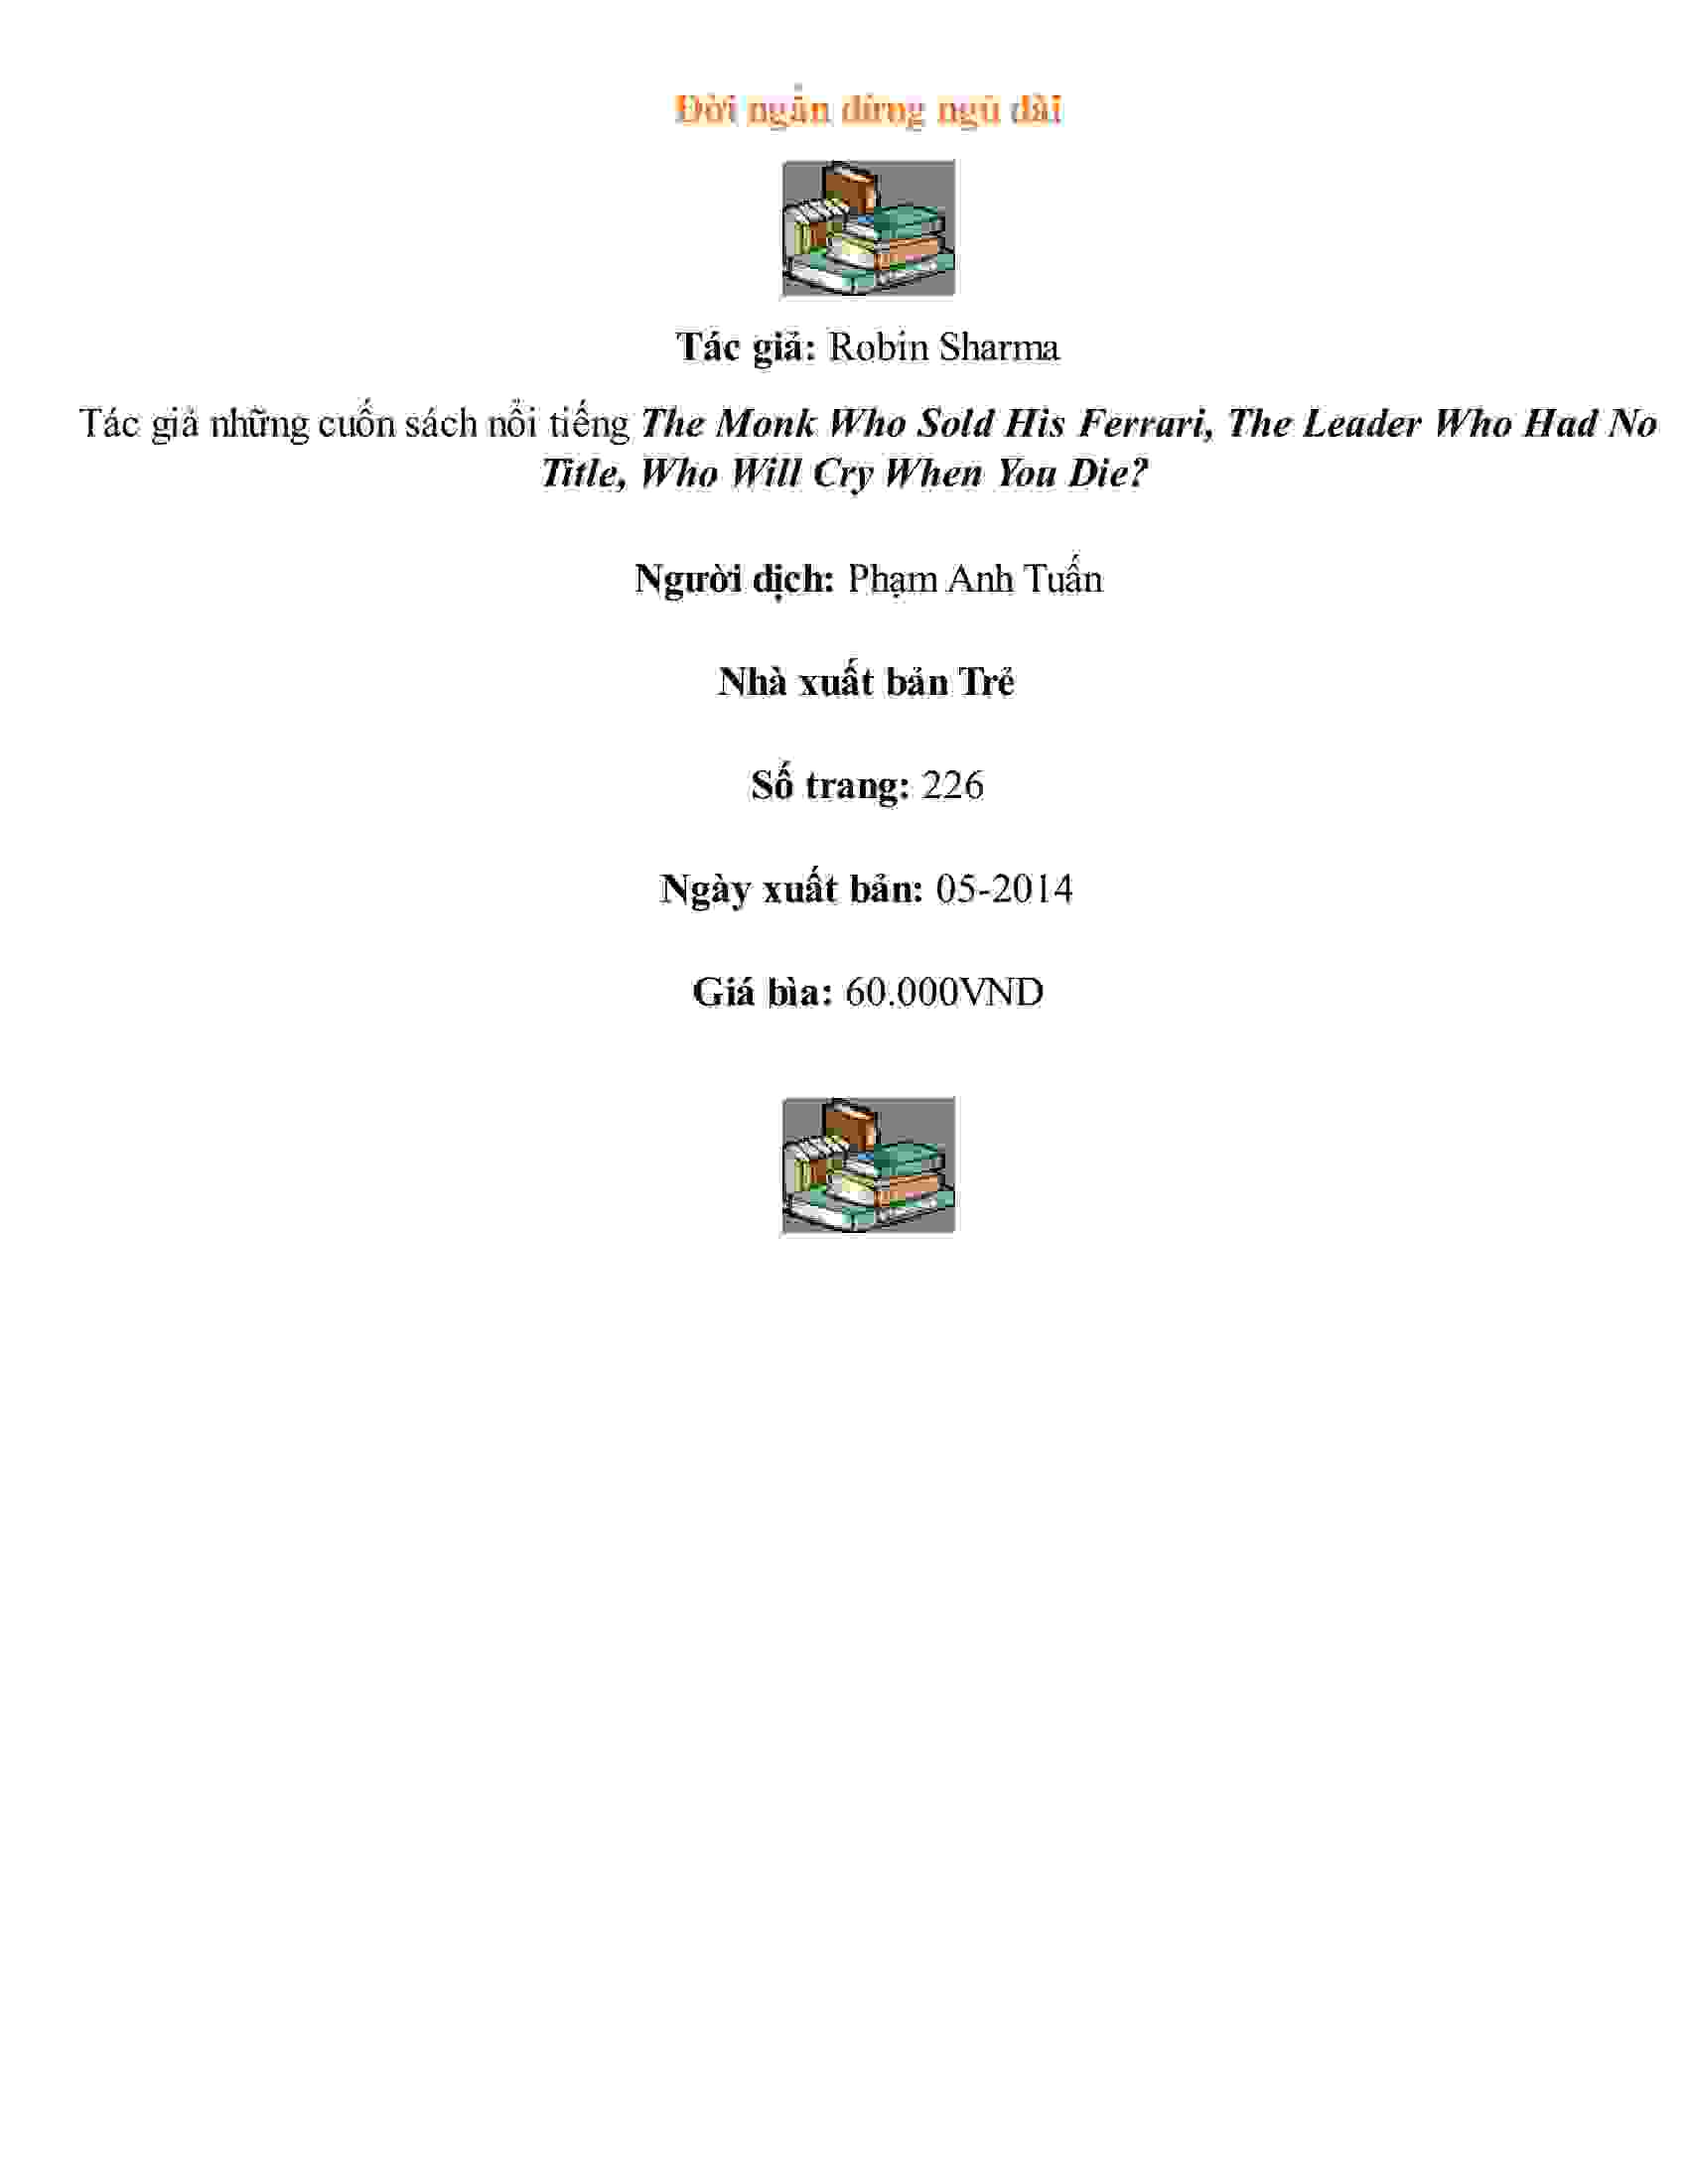 Đời ngắn đừng ngủ dài
Tác giả: Robin Sharma
Tác giả những cuốn sách nổi tiếng The Monk Who Sold His Ferrari, The Leader Who Had No
Title, Who Will Cry When You Die?
Người dịch: Phạm Anh Tuấn
Nhà xuất bản Trẻ
Số trang: 226
Ngày xuất bản: 05-2014
Giá bìa: 60.000VND